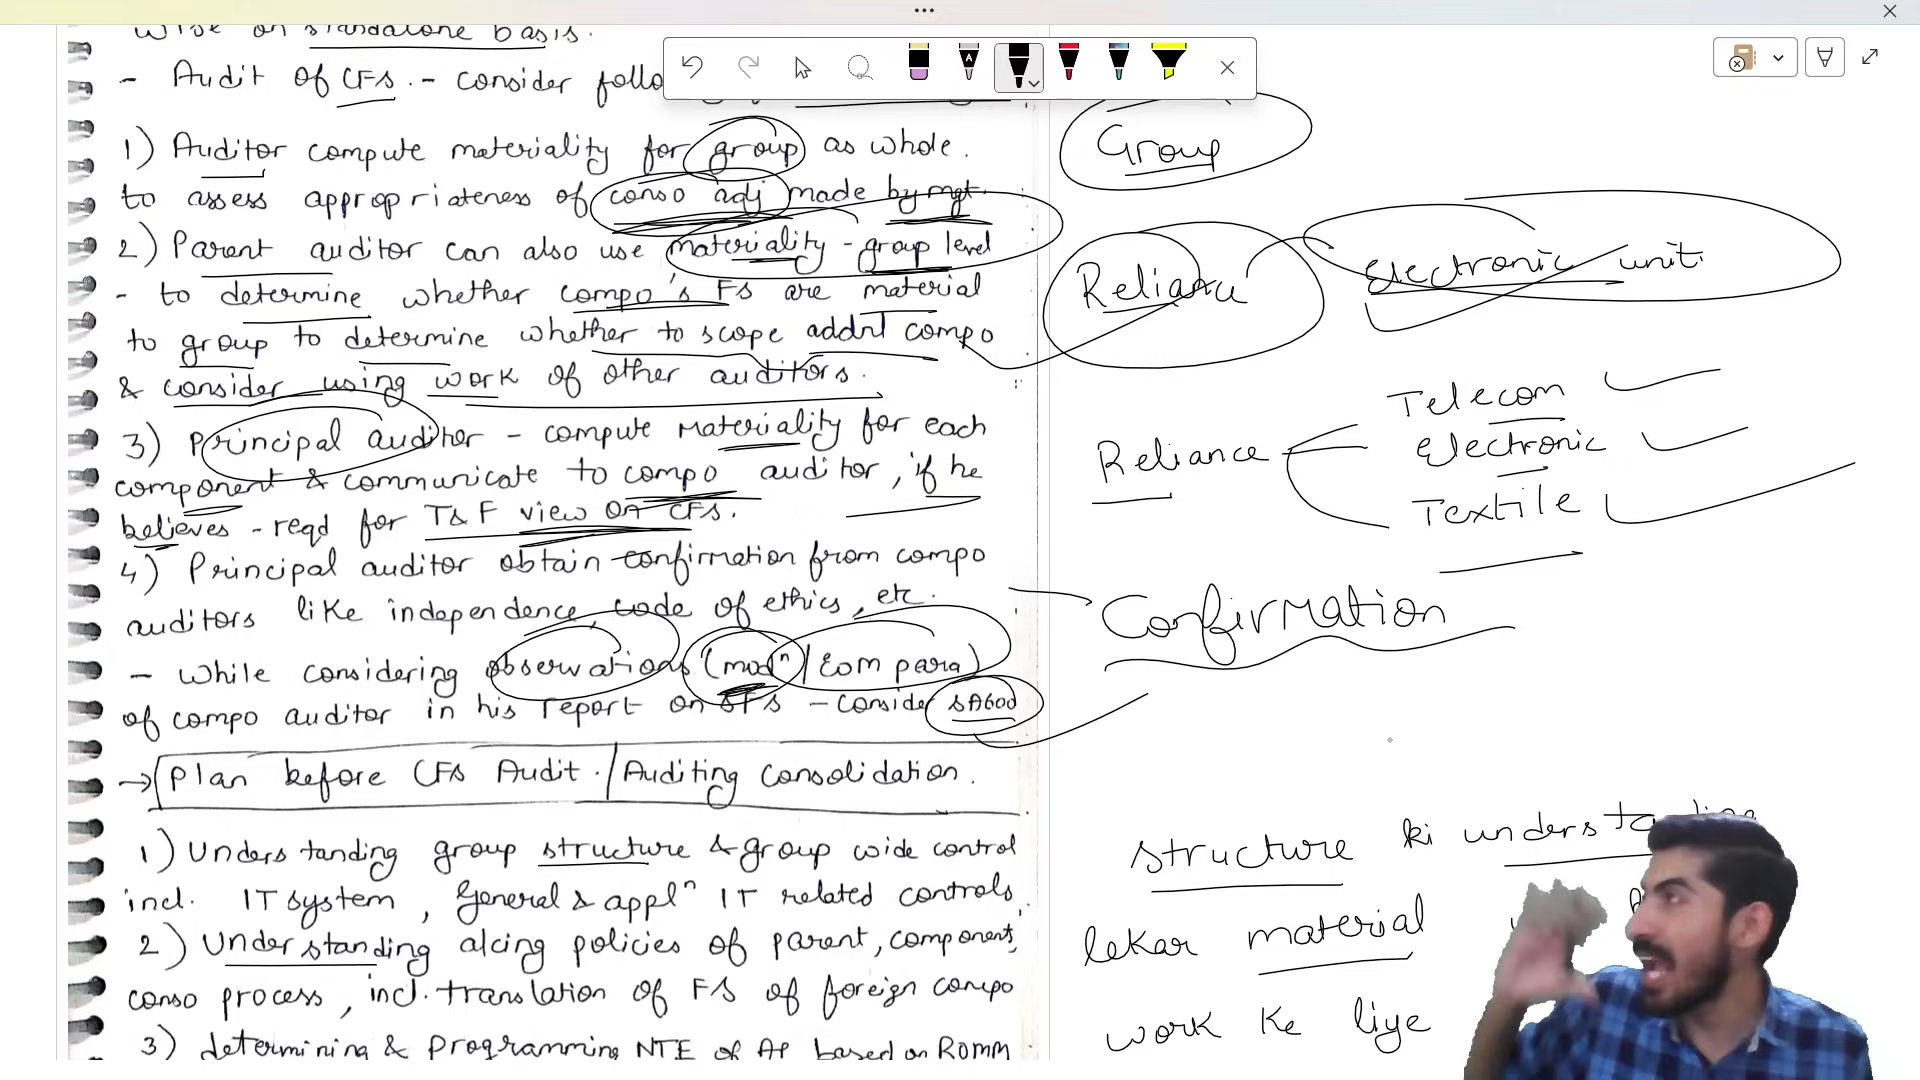 wise on standalone basis.
- Audit of CFS. - consider follo
1) Auditor compute materiality for group as whole.
to assess appropriateness of conso adj made by mgt.
2) Parent auditor can also use materiality - group level
- to determine whether compo's FS are material
to group to determine whether to scope addnl compo
& consider using work of other auditors.
3) Principal auditor - compute materiality for each
component & communicate to compo auditor, if he
believes - reqd for T&F view on CFS.
4) Principal auditor obtain confirmation from compo
auditors like independence, code of ethics, etc.
- While considering observations (modn / Eom para)
of compo auditor in his report on SFS - consider SA600
→ Plan before CFS Audit. / Auditing Consolidation.
1) Understanding group structure & group wide control
incl. IT system, General & appln IT related controls,
2) Understanding a/cing policies of parent, component,
conso process, incl. translation of FS of foreign compo
3) determining & programming NTE of AP based on ROMM
Group
Reliance
Electronic unit
Reliance
Telecom
Electronic
Textile
Confirmation
structure ki understanding
lekar material
work ke liye